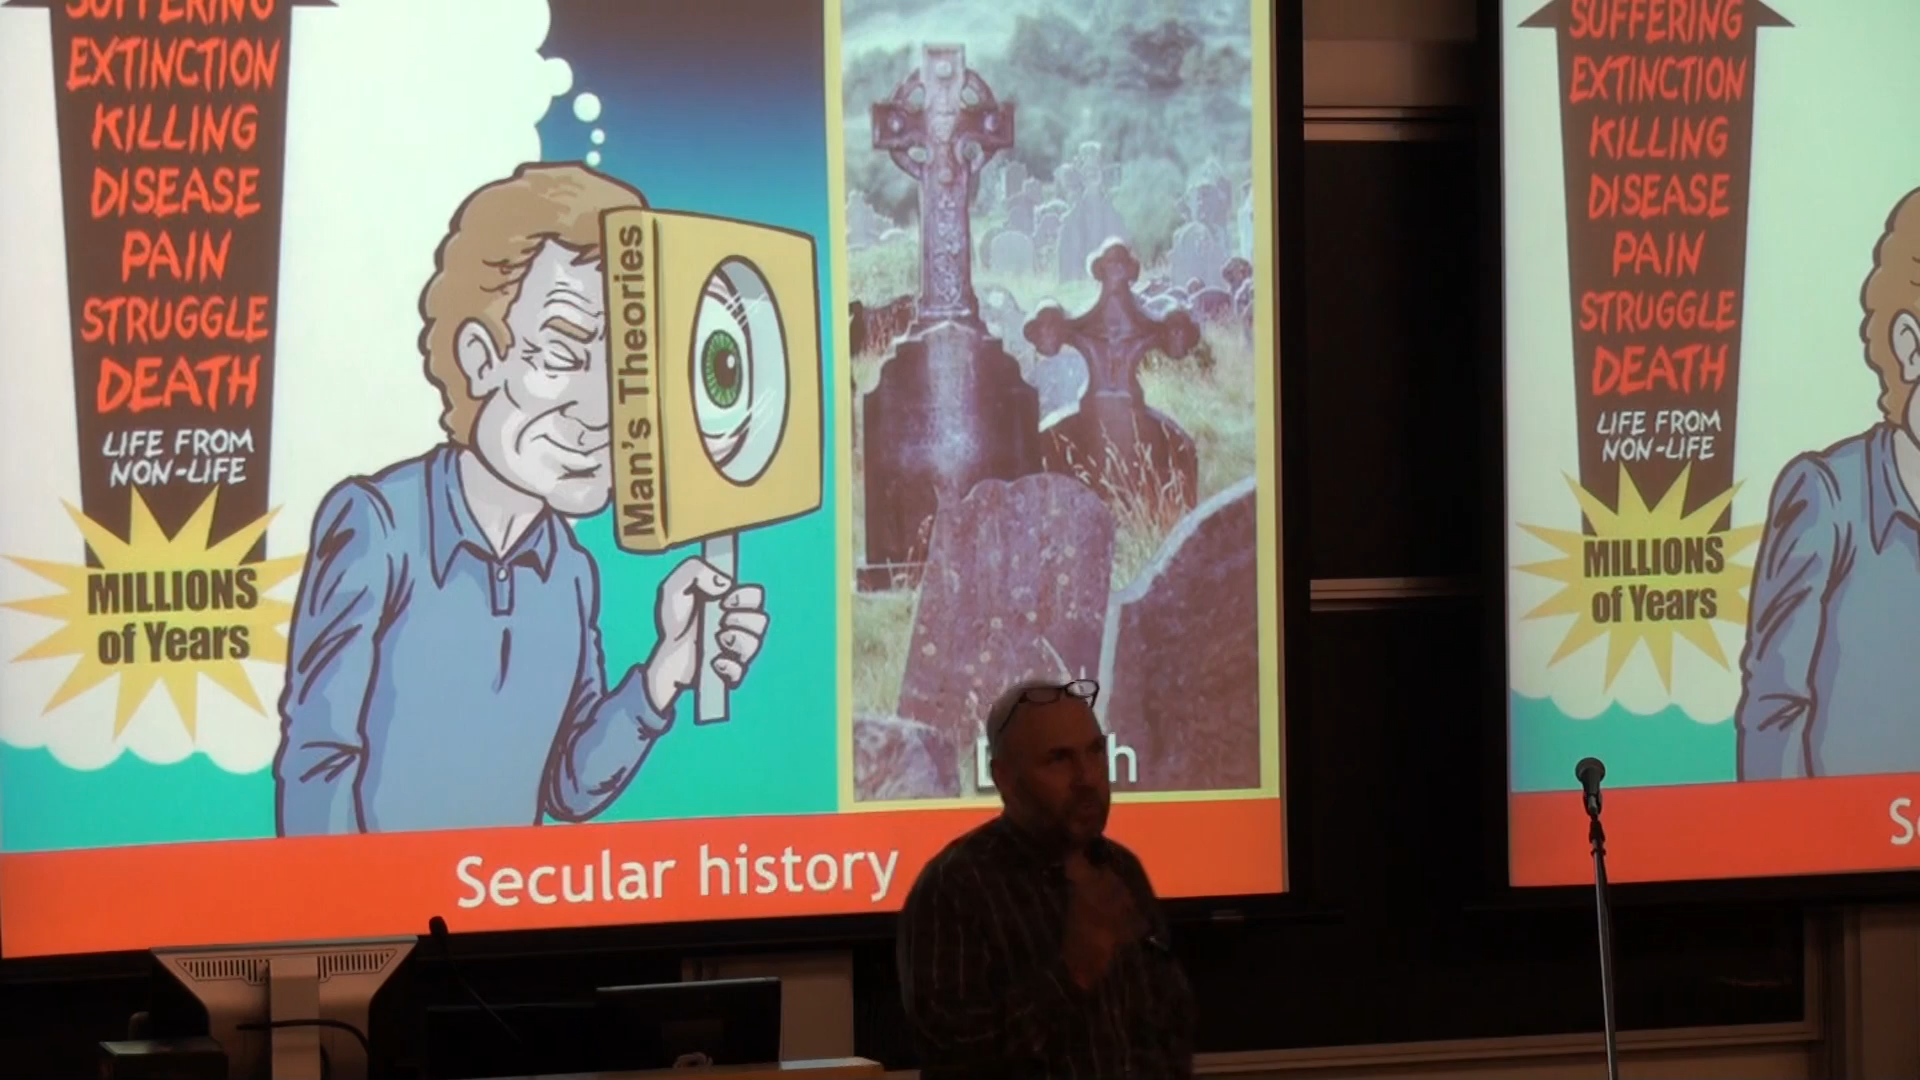 SUFFERING
EXTINCTION
KILLING
DISEASE
PAIN
STRUGGLE
DEATH
LIFE FROM
NON-LIFE
MILLIONS
of Years
Man's Theories
Secular history
SUFFERING
EXTINCTION
KILLING
DISEASE
PAIN
STRUGGLE
DEATH
LIFE FROM
NON-LIFE
MILLIONS
of Years